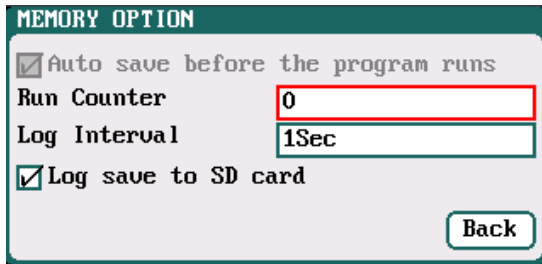 MEMORY OPTION
Auto save before the program runs
Run Counter 0
Log Interval 1Sec
Log save to SD card
Back